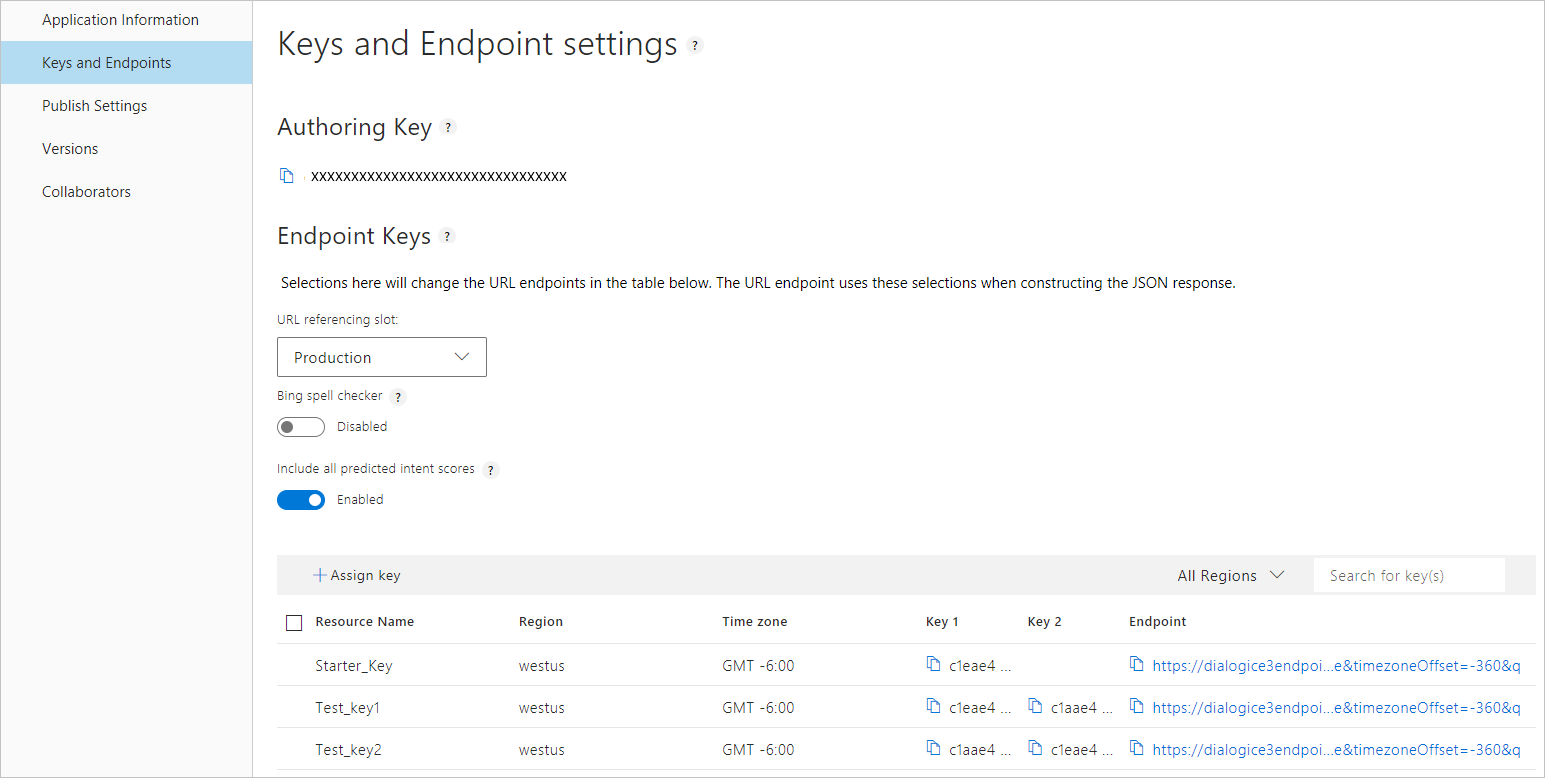 Application Information
Keys and Endpoints
Publish Settings
Versions
Collaborators
Keys and Endpoint settings ?
Authoring Key ?
xxxxxxxxxxxxxxxxxxxxxxxxxxxxxxxx
Endpoint Keys ?
Selections here will change the URL endpoints in the table below. The URL endpoint uses these selections when constructing the JSON response.
URL referencing slot:
Production
Bing spell checker ?
Disabled
Include all predicted intent scores ?
Enabled
+ Assign key All Regions Search for key(s)
Resource Name Region Time zone Key 1 Key 2 Endpoint
Starter_Key westus GMT -6:00 c1eae4 ... https://dialogice3endpoi...e&timezoneOffset=-360&q
Test_key1 westus GMT -6:00 c1eae4 ... c1aae4 ... https://dialogice3endpoi...e&timezoneOffset=-360&q
Test_key2 westus GMT -6:00 c1aae4 ... c1eae4 ... https://dialogice3endpoi...e&timezoneOffset=-360&q